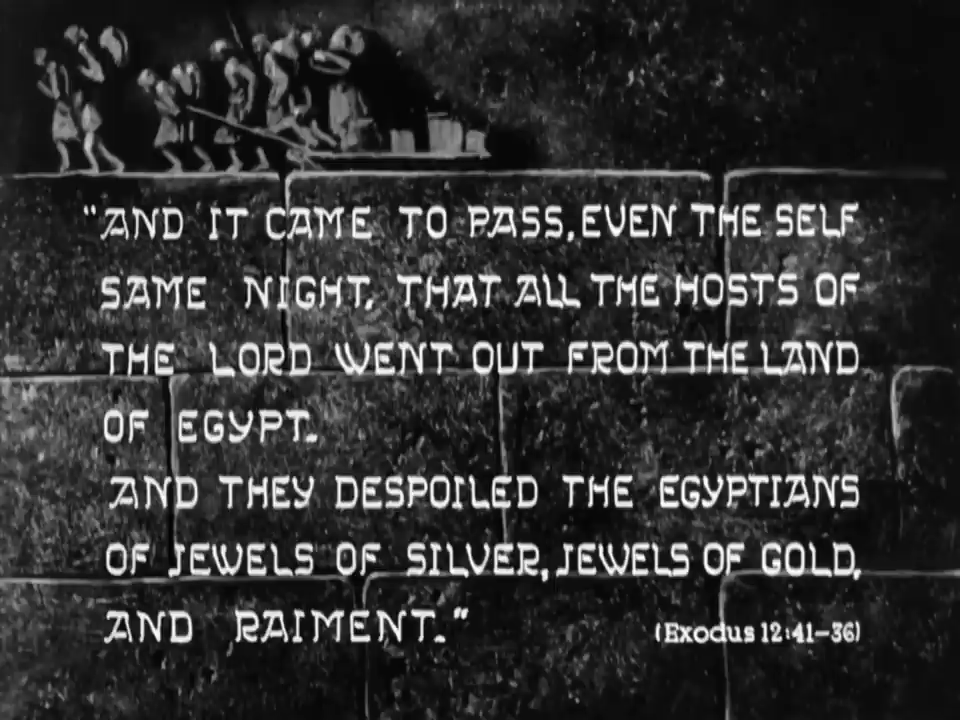 "AND IT CAME TO PASS, EVEN THE SELF
SAME NIGHT, THAT ALL THE HOSTS OF
THE LORD WENT OUT FROM THE LAND
OF EGYPT.
AND THEY DESPOILED THE EGYPTIANS
OF JEWELS OF SILVER, JEWELS OF GOLD,
AND RAIMENT."
(Exodus 12:41-36)